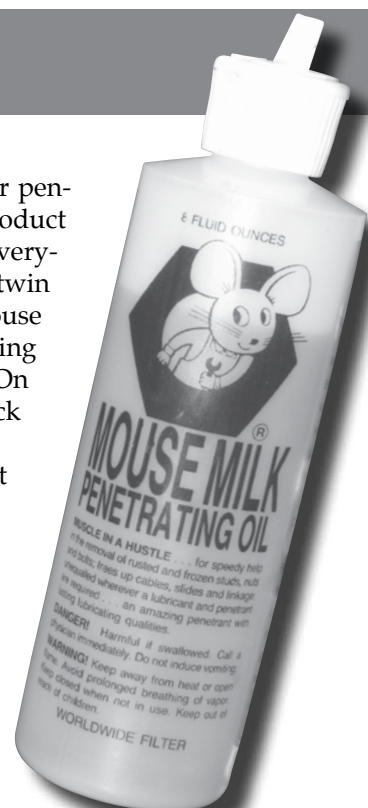 r pen-
oduct
very-
twin
ouse
ing
On
ck
t
8 FLUID OUNCES
®
MOUSE MILK
PENETRATING OIL
MUSCLE IN A HUSTLE . . . for speedy help
in the removal of rusted and frozen studs, nuts
and bolts; frees up cables, slides and linkage;
unequalled wherever a lubricant and penetrant
are required . . . an amazing penetrant with
lasting lubricating qualities.
DANGER! Harmful if swallowed. Call a
physician immediately. Do not induce vomiting.
WARNING! Keep away from heat or open
flame. Avoid prolonged breathing of vapor.
Keep closed when not in use. Keep out of
reach of children.
WORLDWIDE FILTER